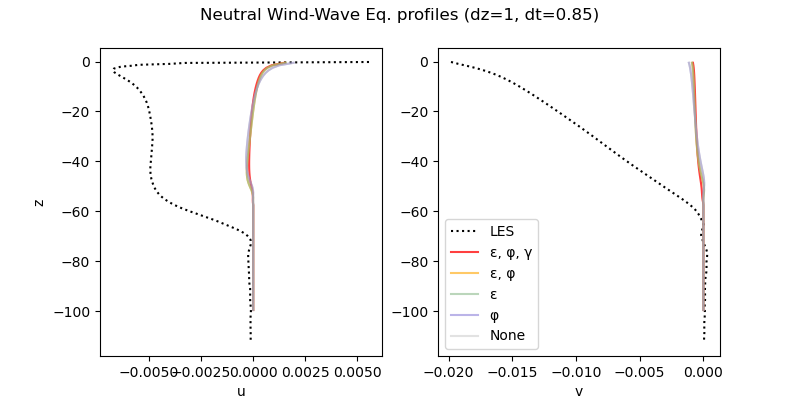 Neutral Wind-Wave Eq. profiles (dz=1, dt=0.85)
0
−20
−40
−60
−80
−100
z
−0.0050
−0.0025
0.0000
0.0025
0.0050
u
0
−20
−40
−60
−80
−100
LES
ε, φ, γ
ε, φ
ε
φ
None
−0.020
−0.015
−0.010
−0.005
0.000
v